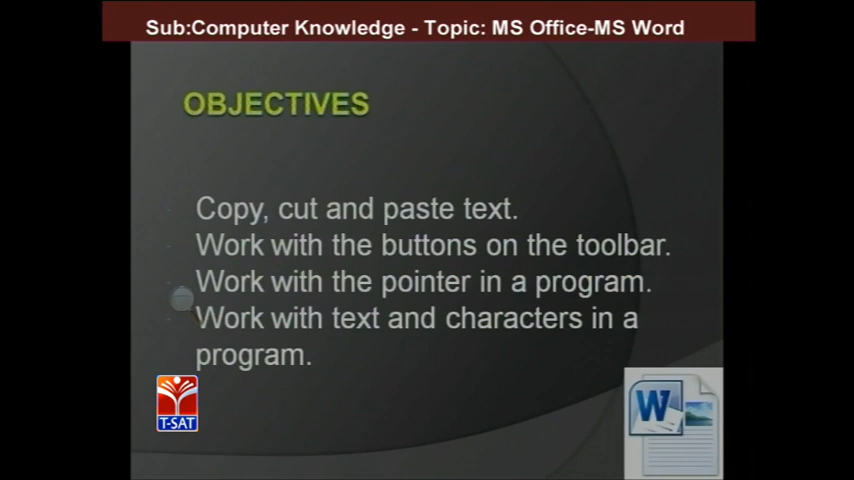 Sub:Computer Knowledge - Topic: MS Office-MS Word
OBJECTIVES
Copy, cut and paste text.
Work with the buttons on the toolbar.
Work with the pointer in a program.
Work with text and characters in a
program.
T-SAT
W